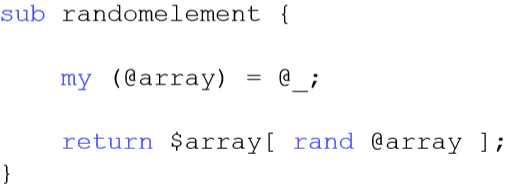 sub randomelement {
my (@array) = @_;
return $array[ rand @array ];
}